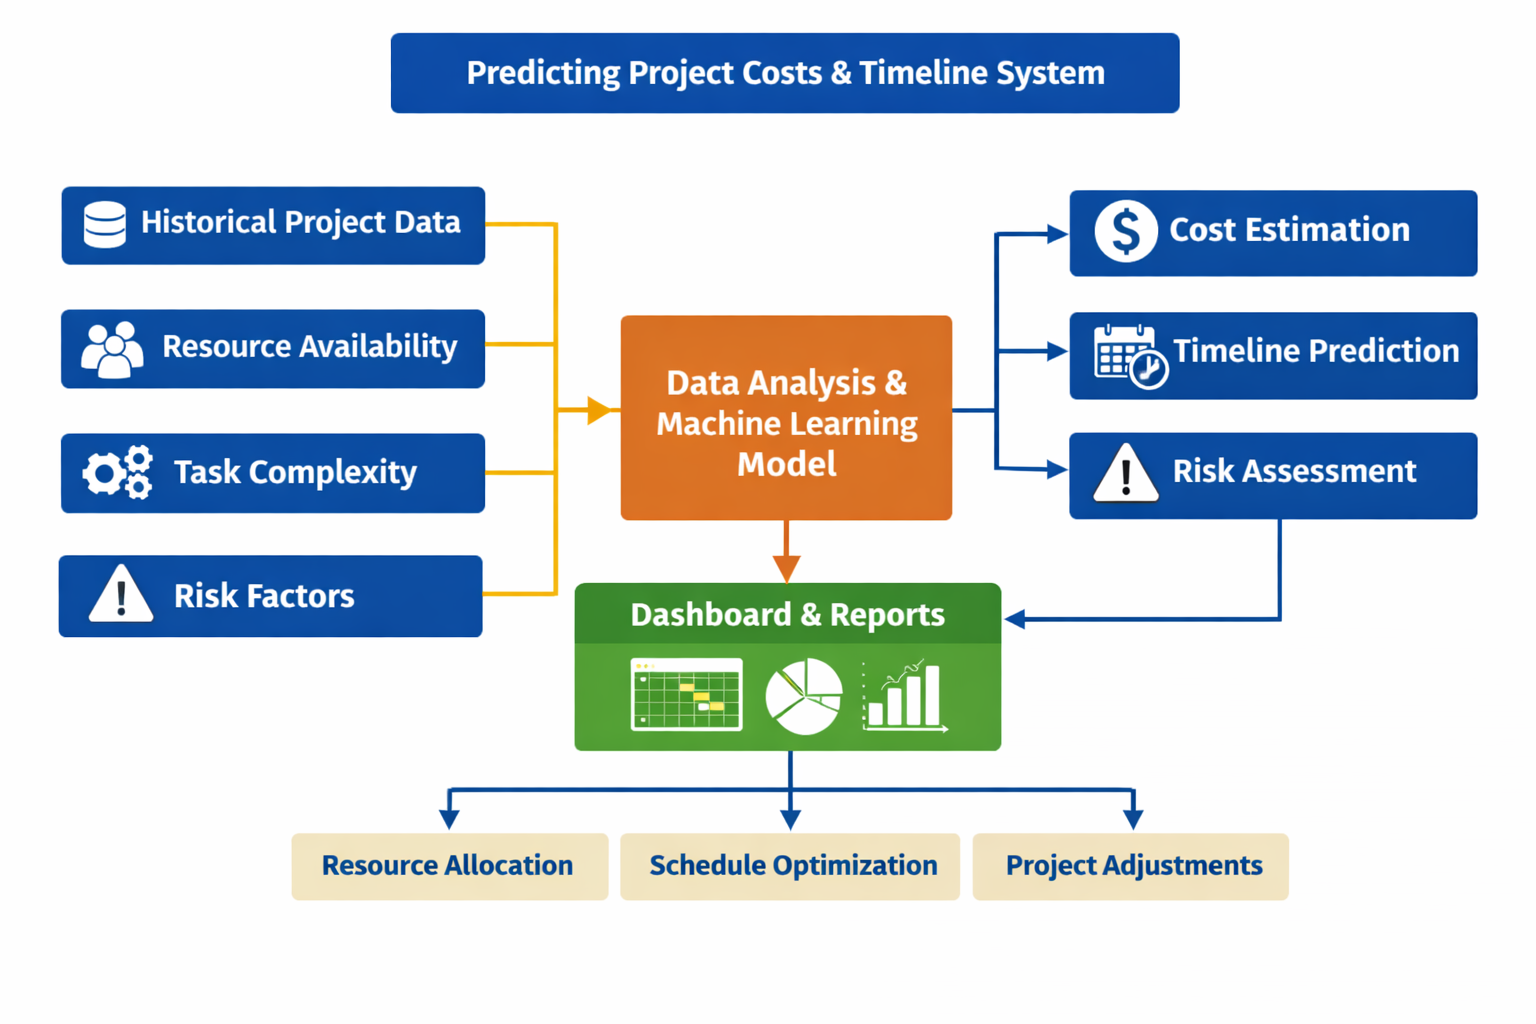 Predicting Project Costs & Timeline System
Historical Project Data
Resource Availability
Task Complexity
Risk Factors
Data Analysis &
Machine Learning
Model
Cost Estimation
Timeline Prediction
Risk Assessment
Dashboard & Reports
Resource Allocation
Schedule Optimization
Project Adjustments